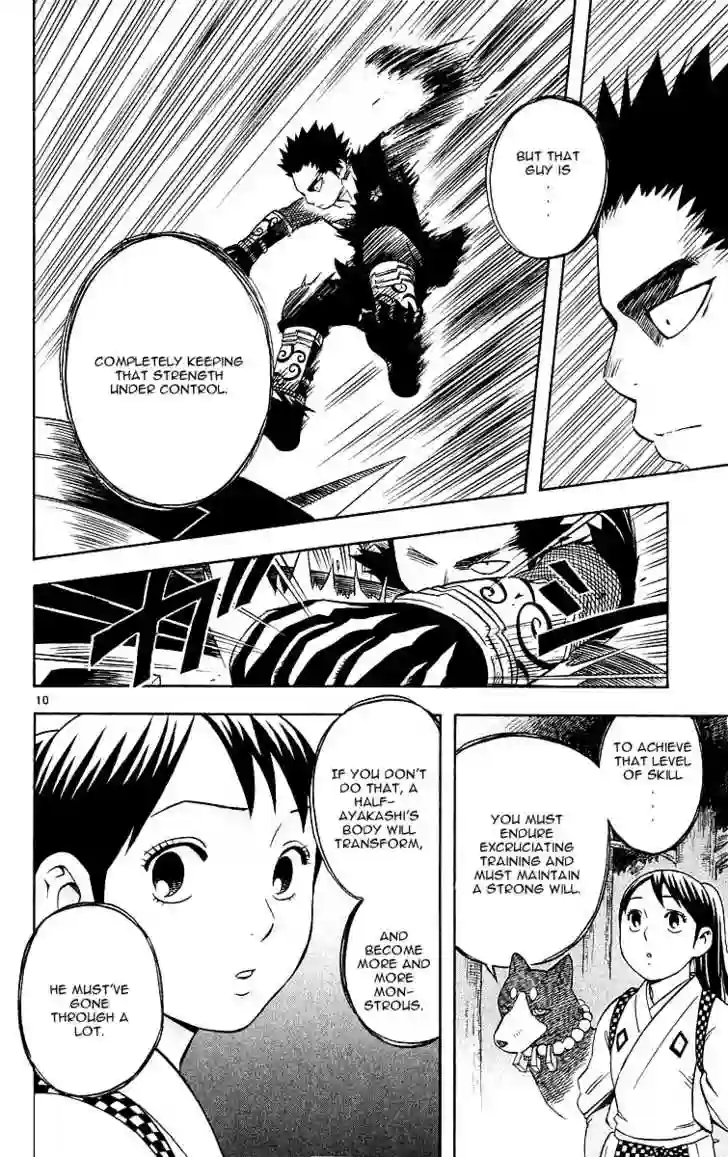 BUT THAT
GUY IS
. . .
COMPLETELY KEEPING
THAT STRENGTH
UNDER CONTROL.
ガッ
10
TO ACHIEVE
THAT LEVEL
OF SKILL
. . .
YOU MUST
ENDURE
EXCRUCIATING
TRAINING AND
MUST MAINTAIN
A STRONG WILL.
IF YOU DON'T
DO THAT, A
HALF-
AYAKASHI'S
BODY WILL
TRANSFORM,
AND
BECOME
MORE AND
MORE
MON-
STROUS.
HE MUST'VE
GONE
THROUGH A
LOT.